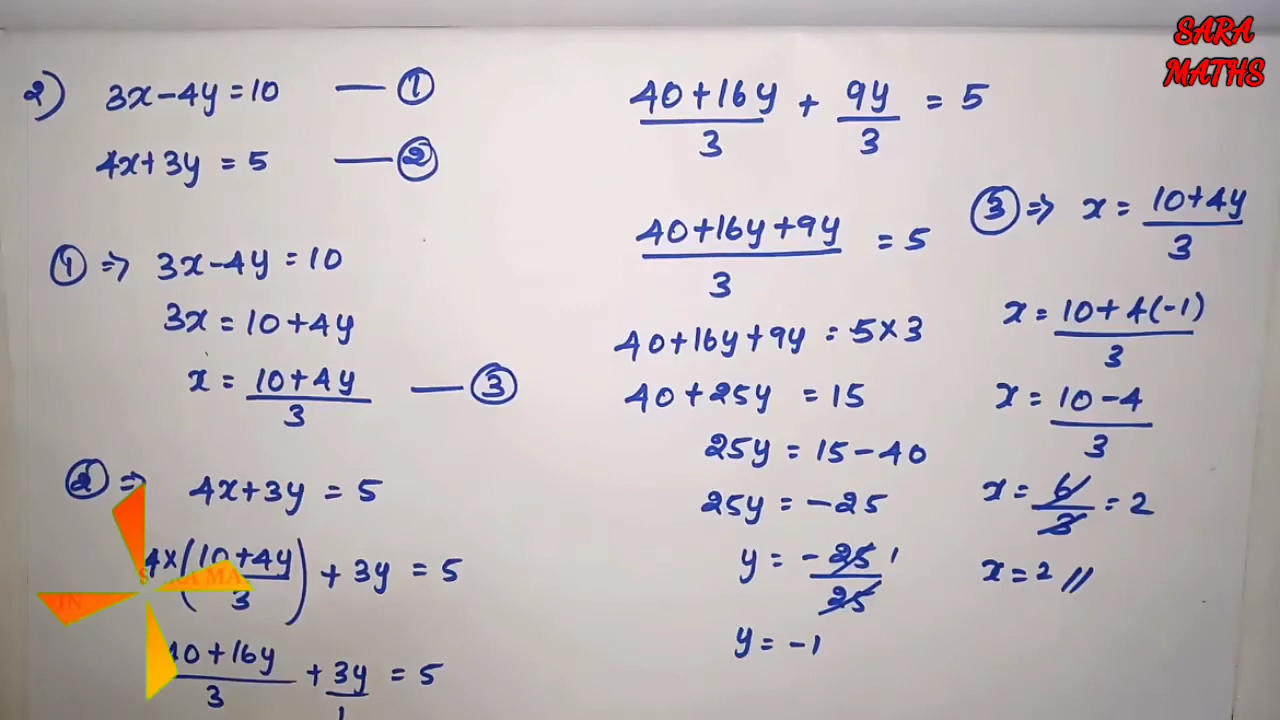 SARA
MATHS
2) 3x-4y=10 — ①
4x+3y = 5 — ②
① => 3x-4y = 10
3x = 10+4y
x = 10+4y/3 — ③
② => 4x+3y = 5
4x(10+4y/3) + 3y = 5
40+16y/3 + 3y/1 = 5
40+16y/3 + 9y/3 = 5
40+16y+9y/3 = 5
40+16y+9y = 5x3
40+25y = 15
25y = 15-40
25y = -25
y = -25/25 1
y = -1
③ => x = 10+4y/3
x = 10+4(-1)/3
x = 10-4/3
x = 6/3 = 2
x = 2 //